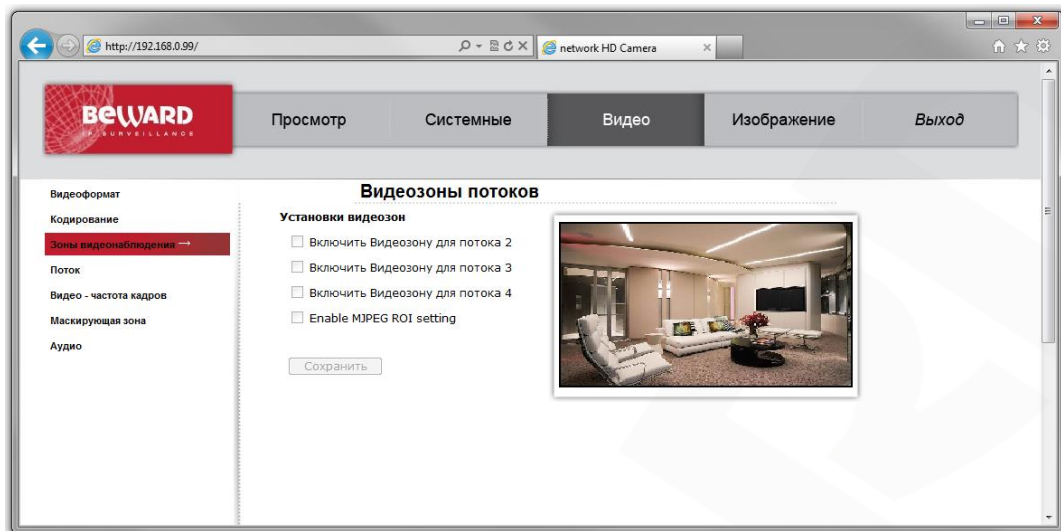 http://192.168.0.99/
network HD Camera
BEWARD
IP SURVEILLANCE
Просмотр
Системные
Видео
Изображение
Выход
Видеоформат
Кодирование
Зоны видеонаблюдения →
Поток
Видео - частота кадров
Маскирующая зона
Аудио
Видеозоны потоков
Установки видеозон
Включить Видеозону для потока 2
Включить Видеозону для потока 3
Включить Видеозону для потока 4
Enable MJPEG ROI setting
Сохранить